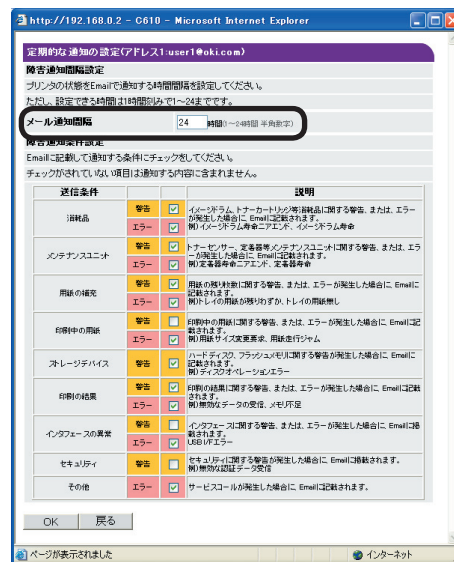 http://192.168.0.2 - C610 - Microsoft Internet Explorer
定期的な通知の設定(アドレス1:user1@oki.com)
障害通知間隔設定
プリンタの状態をEmailで通知する時間間隔を設定してください。
ただし、設定できる時間は1時間刻みで1~24までです。
メール通知間隔 24 時間(1~24時間 半角数字)
障害通知条件設定
Emailに記載して通知する条件にチェックをしてください。
チェックがされていない項目は通知する内容に含まれません。
送信条件 説明
消耗品 警告 エラー
イメージドラム、トナーカートリッジ等消耗品に関する警告、または、エラー
が発生した場合に、Emailに記載されます。
例)イメージドラム寿命ニアエンド、イメージドラム寿命
メンテナンスユニット 警告 エラー
トナーセンサー、定着器等メンテナンスユニットに関する警告、または、エラ
ーが発生した場合に、Emailに記載されます。
例)定着器寿命ニアエンド、定着器寿命
用紙の補充 警告 エラー
用紙の残り枚数に関する警告、または、エラーが発生した場合に、Emailに
記載されます。
例)トレイの用紙が残りわずか、トレイの用紙無し
印刷中の用紙 警告 エラー
印刷中の用紙に関する警告、または、エラーが発生した場合に、Emailに記
載されます。
例)用紙サイズ変更要求、用紙走行ジャム
ストレージデバイス 警告
ハードディスク、フラッシュメモリに関する警告が発生した場合に、Emailに
記載されます。
例)ディスクオペレーションエラー
印刷の結果 警告 エラー
印刷の結果に関する警告、または、エラーが発生した場合に、Emailに記載
されます。
例)無効なデータの受信、メモリ不足
インタフェースの異常 警告 エラー
インタフェースに関する警告、または、エラーが発生した場合に、Emailに掲
載されます。
USB I/Fエラー
セキュリティ 警告
セキュリティに関する警告が発生した場合に、Emailに掲載されます。
例)無効な認証データ受信
その他 エラー サービスコールが発生した場合に、Emailに記載されます。
OK 戻る
ページが表示されました インターネット